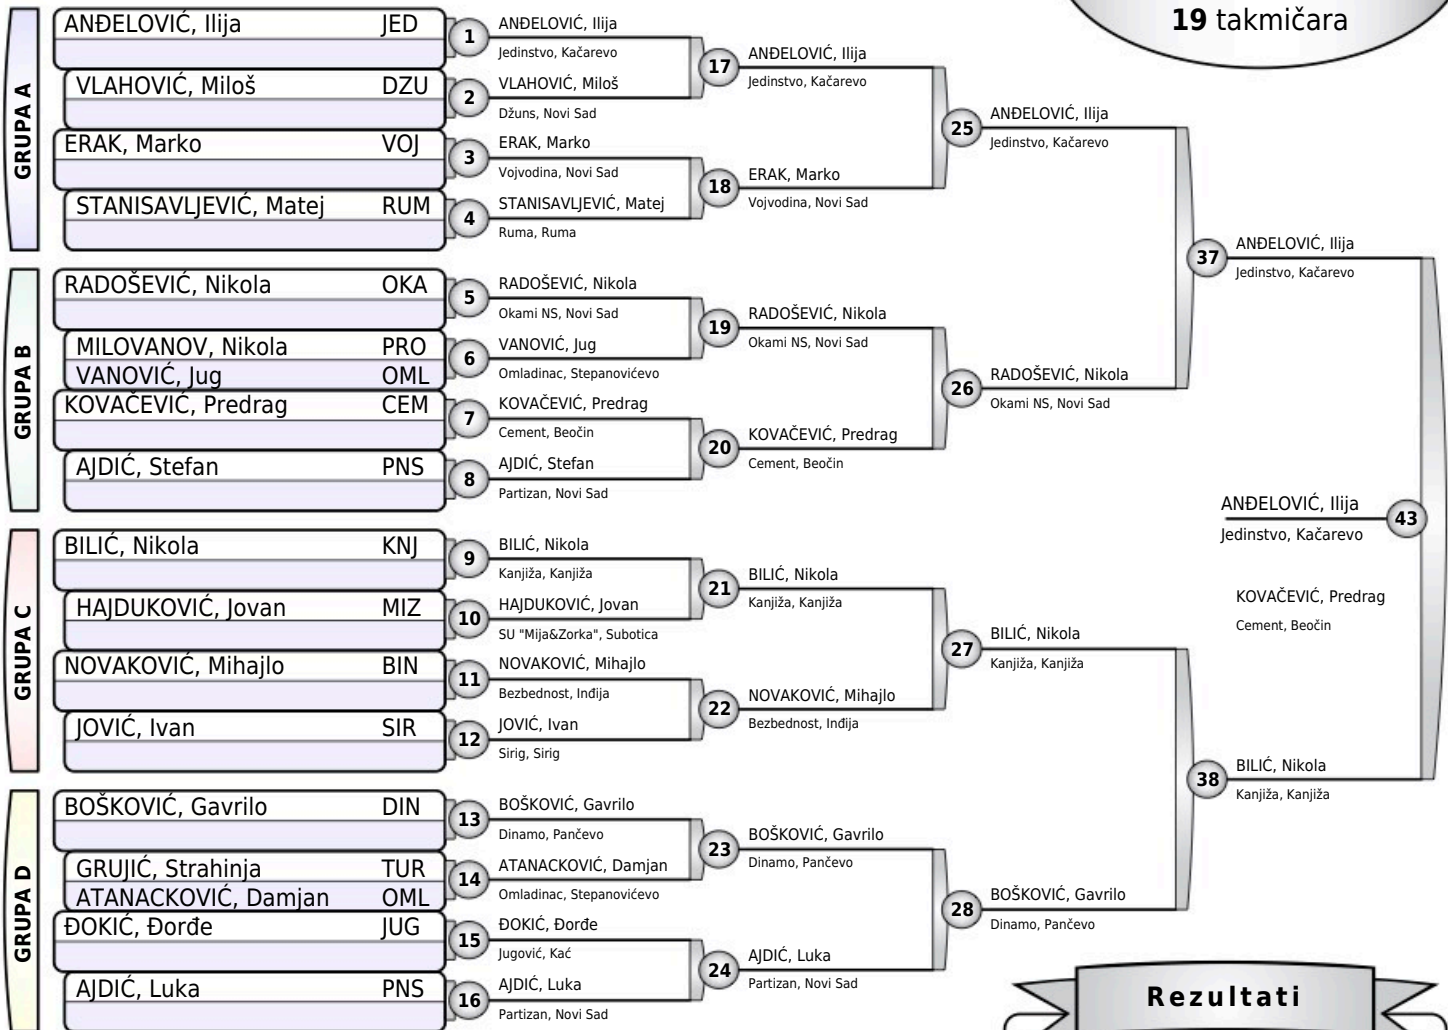 19 takmičara
GRUPA A
ANĐELOVIĆ, Ilija JED
VLAHOVIĆ, Miloš DZU
ERAK, Marko VOJ
STANISAVLJEVIĆ, Matej RUM
GRUPA B
RADOŠEVIĆ, Nikola OKA
MILOVANOV, Nikola PRO
VANOVIĆ, Jug OML
KOVAČEVIĆ, Predrag CEM
AJDIĆ, Stefan PNS
GRUPA C
BILIĆ, Nikola KNJ
HAJDUKOVIĆ, Jovan MIZ
NOVAKOVIĆ, Mihajlo BIN
JOVIĆ, Ivan SIR
GRUPA D
BOŠKOVIĆ, Gavrilo DIN
GRUJIĆ, Strahinja TUR
ATANACKOVIĆ, Damjan OML
ĐOKIĆ, Đorđe JUG
AJDIĆ, Luka PNS
1 ANĐELOVIĆ, Ilija
Jedinstvo, Kačarevo
2 VLAHOVIĆ, Miloš
Džuns, Novi Sad
3 ERAK, Marko
Vojvodina, Novi Sad
4 STANISAVLJEVIĆ, Matej
Ruma, Ruma
5 RADOŠEVIĆ, Nikola
Okami NS, Novi Sad
6 VANOVIĆ, Jug
Omladinac, Stepanovićevo
7 KOVAČEVIĆ, Predrag
Cement, Beočin
8 AJDIĆ, Stefan
Partizan, Novi Sad
9 BILIĆ, Nikola
Kanjiža, Kanjiža
10 HAJDUKOVIĆ, Jovan
SU "Mija&Zorka", Subotica
11 NOVAKOVIĆ, Mihajlo
Bezbednost, Inđija
12 JOVIĆ, Ivan
Sirig, Sirig
13 BOŠKOVIĆ, Gavrilo
Dinamo, Pančevo
14 ATANACKOVIĆ, Damjan
Omladinac, Stepanovićevo
15 ĐOKIĆ, Đorđe
Jugović, Kać
16 AJDIĆ, Luka
Partizan, Novi Sad
17 ANĐELOVIĆ, Ilija
Jedinstvo, Kačarevo
18 ERAK, Marko
Vojvodina, Novi Sad
19 RADOŠEVIĆ, Nikola
Okami NS, Novi Sad
20 KOVAČEVIĆ, Predrag
Cement, Beočin
21 BILIĆ, Nikola
Kanjiža, Kanjiža
22 NOVAKOVIĆ, Mihajlo
Bezbednost, Inđija
23 BOŠKOVIĆ, Gavrilo
Dinamo, Pančevo
24 AJDIĆ, Luka
Partizan, Novi Sad
25 ANĐELOVIĆ, Ilija
Jedinstvo, Kačarevo
26 RADOŠEVIĆ, Nikola
Okami NS, Novi Sad
27 BILIĆ, Nikola
Kanjiža, Kanjiža
28 BOŠKOVIĆ, Gavrilo
Dinamo, Pančevo
37 ANĐELOVIĆ, Ilija
Jedinstvo, Kačarevo
38 BILIĆ, Nikola
Kanjiža, Kanjiža
ANĐELOVIĆ, Ilija 43
Jedinstvo, Kačarevo
KOVAČEVIĆ, Predrag
Cement, Beočin
Rezultati